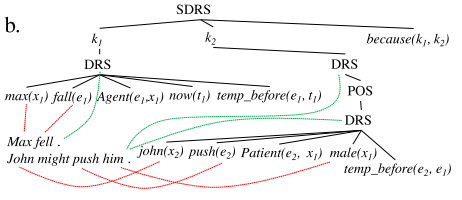 b.
SDRS
k1 k2 because(k1, k2)
DRS DRS
max(x1) fall(e1) Agent(e1,x1) now(t1) temp_before(e1, t1) POS
DRS
Max fell .
John might push him . john(x2) push(e2) Patient(e2, x1) male(x1)
temp_before(e2, e1)